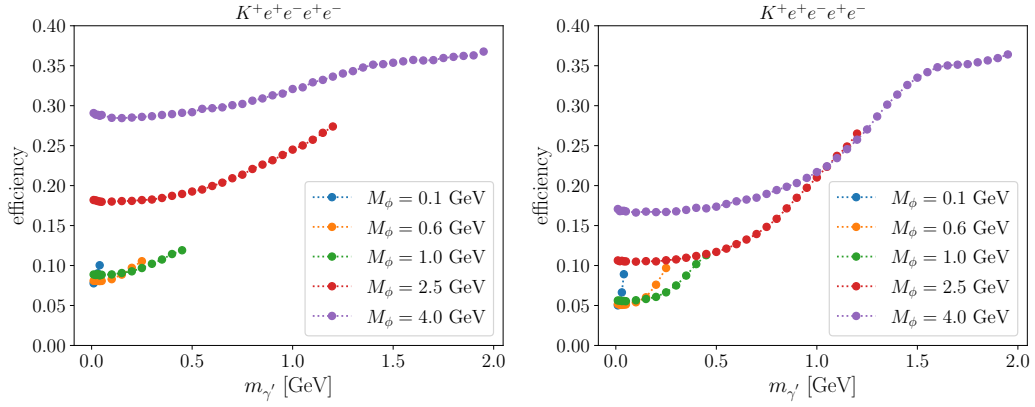 K⁺e⁺e⁻e⁺e⁻
efficiency
0.40
0.35
0.30
0.25
0.20
0.15
0.10
0.05
0.00
M_ϕ = 0.1 GeV
M_ϕ = 0.6 GeV
M_ϕ = 1.0 GeV
M_ϕ = 2.5 GeV
M_ϕ = 4.0 GeV
0.0 0.5 1.0 1.5 2.0
m_γ′ [GeV]
K⁺e⁺e⁻e⁺e⁻
efficiency
0.40
0.35
0.30
0.25
0.20
0.15
0.10
0.05
0.00
M_ϕ = 0.1 GeV
M_ϕ = 0.6 GeV
M_ϕ = 1.0 GeV
M_ϕ = 2.5 GeV
M_ϕ = 4.0 GeV
0.0 0.5 1.0 1.5 2.0
m_γ′ [GeV]